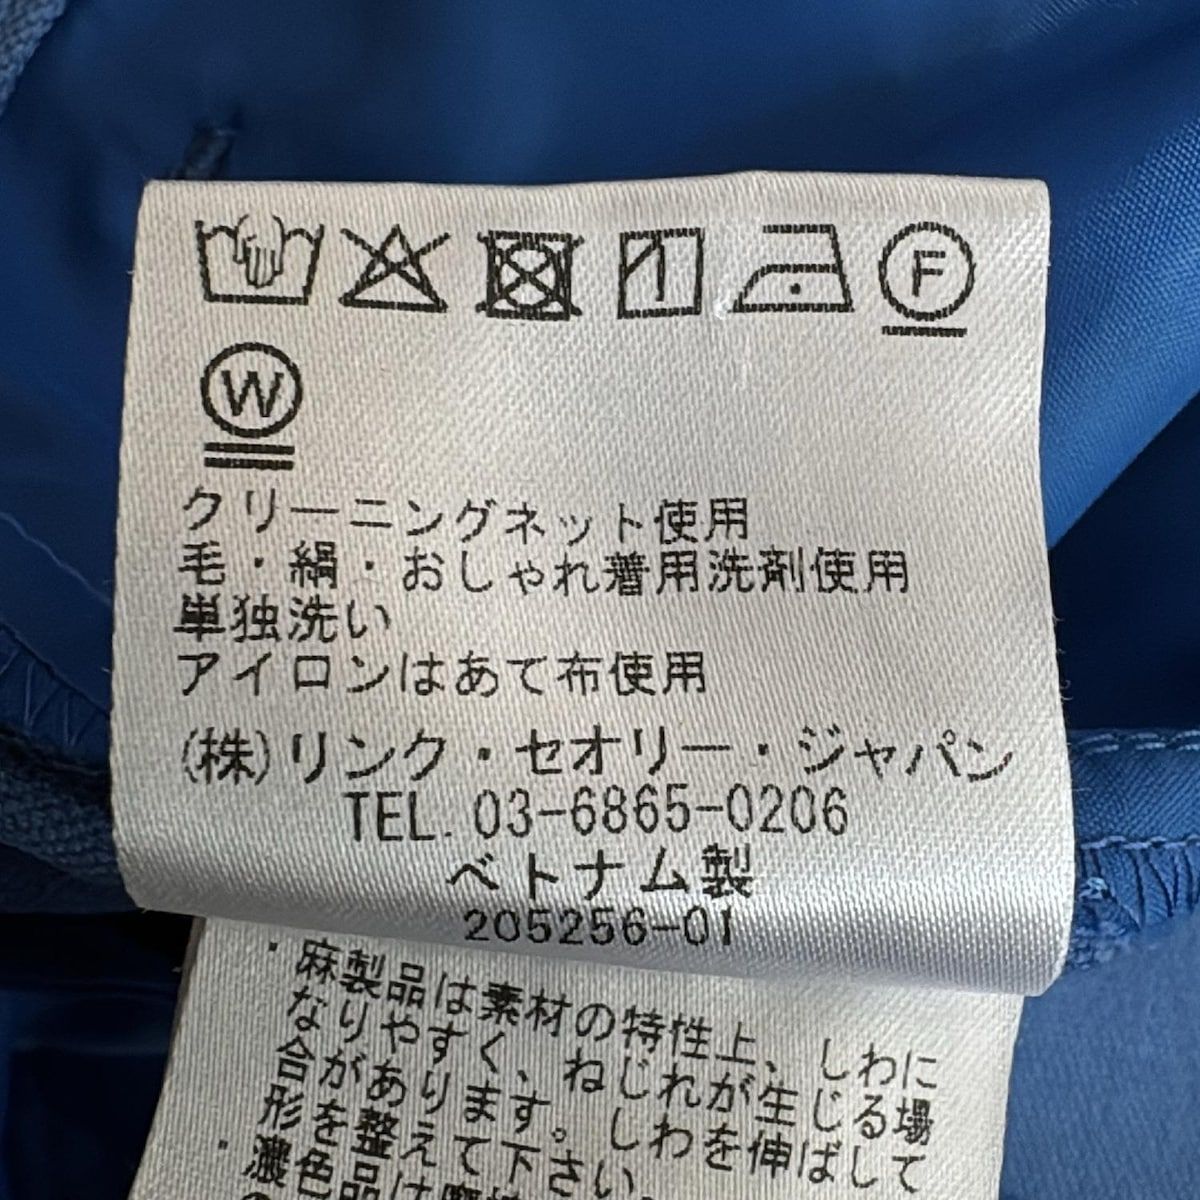 F
W
クリーニングネット使用
毛・絹・おしゃれ着用洗剤使用
単独洗い
アイロンはあて布使用
(株)リンク・セオリー・ジャパン
TEL. 03-6865-0206
ベトナム製
205256-01
・麻製品は素材の特性上、しわに
なりやすく、ねじれが生じる場
合があります。しわを伸ばして
形を整えて下さい。
・濃色品は摩